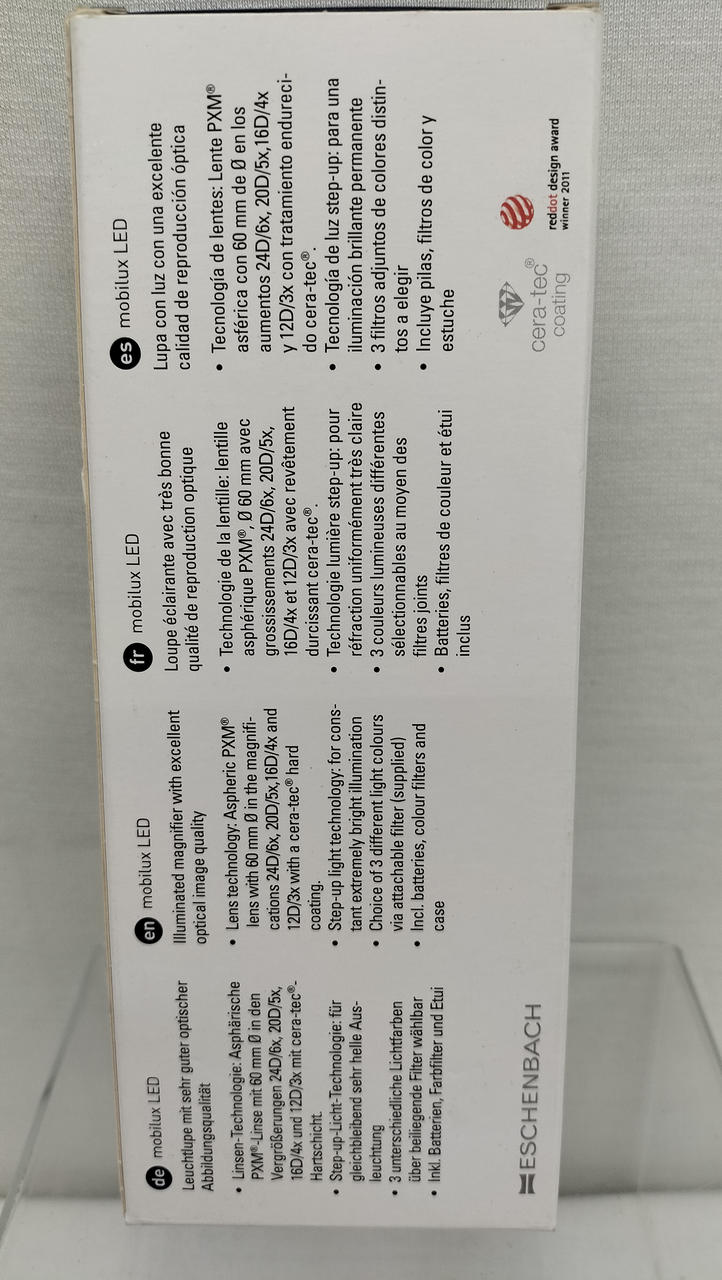 de mobilux LED
Leuchtlupe mit sehr guter optischer
Abbildungsqualität
• Linsen-Technologie: Asphärische
PXM®-Linse mit 60 mm Ø in den
Vergrößerungen 24D/6x, 20D/5x,
16D/4x und 12D/3x mit cera-tec®-
Hartschicht.
• Step-up-Licht-Technologie: für
gleichbleibend sehr helle Aus-
leuchtung
• 3 unterschiedliche Lichtfarben
über beiliegende Filter wählbar
• Inkl. Batterien, Farbfilter und Etui
en mobilux LED
Illuminated magnifier with excellent
optical image quality
• Lens technology: Aspheric PXM®
lens with 60 mm Ø in the magnifi-
cations 24D/6x, 20D/5x,16D/4x and
12D/3x with a cera-tec® hard
coating.
• Step-up light technology: for cons-
tant extremely bright illumination
• Choice of 3 different light colours
via attachable filter (supplied)
• Incl. batteries, colour filters and
case
fr mobilux LED
Loupe éclairante avec très bonne
qualité de reproduction optique
• Technologie de la lentille: lentille
asphérique PXM®, Ø 60 mm avec
grossissements 24D/6x, 20D/5x,
16D/4x et 12D/3x avec revêtement
durcissant cera-tec®.
• Technologie lumière step-up: pour
réfraction uniformément très claire
• 3 couleurs lumineuses différentes
sélectionnables au moyen des
filtres joints
• Batteries, filtres de couleur et étui
inclus
es mobilux LED
Lupa con luz con una excelente
calidad de reproducción óptica
• Tecnología de lentes: Lente PXM®
asférica con 60 mm de Ø en los
aumentos 24D/6x, 20D/5x,16D/4x
y 12D/3x con tratamiento endureci-
do cera-tec®.
• Tecnología de luz step-up: para una
iluminación brillante permanente
• 3 filtros adjuntos de colores distin-
tos a elegir
• Incluye pilas, filtros de color y
estuche
ESCHENBACH
cera-tec®
coating
reddot design award
winner 2011